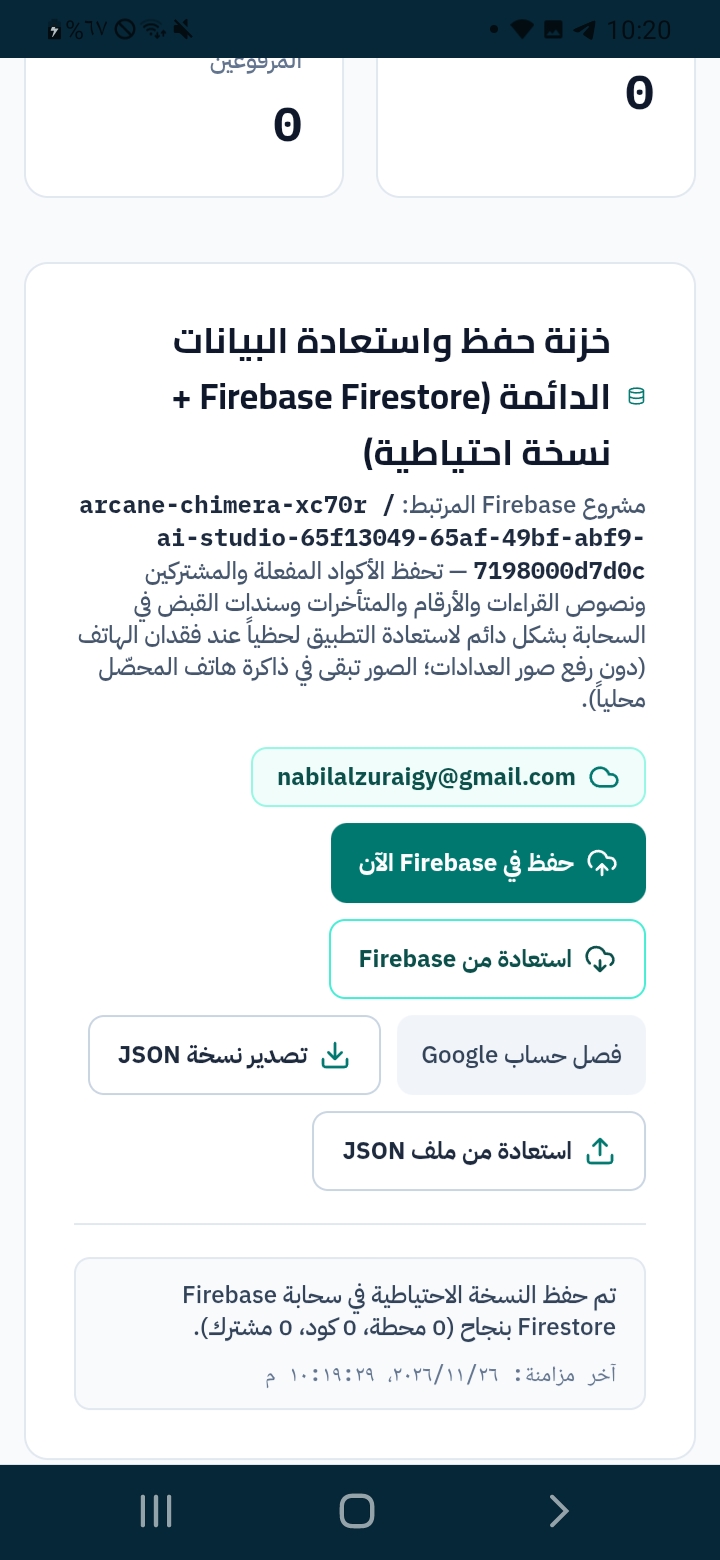 10:20
%٦٧
المرفوعين
0
0
خزنة حفظ واستعادة البيانات
الدائمة (Firebase Firestore +
نسخة احتياطية)
مشروع Firebase المرتبط: arcane-chimera-xc70r /
ai-studio-65f13049-65af-49bf-abf9-
7198000d7d0c — تحفظ الأكواد المفعلة والمشتركين
ونصوص القراءات والأرقام والمتأخرات وسندات القبض في
السحابة بشكل دائم لاستعادة التطبيق لحظياً عند فقدان الهاتف
(دون رفع صور العدادات؛ الصور تبقى في ذاكرة هاتف المحصّل
محلياً).
nabilalzuraigy@gmail.com
حفظ في Firebase الآن
استعادة من Firebase
فصل حساب Google
تصدير نسخة JSON
استعادة من ملف JSON
تم حفظ النسخة الاحتياطية في سحابة Firebase
Firestore بنجاح (0 محطة، 0 كود، 0 مشترك).
آخر مزامنة: ٢٠٢٦/١١/٢٦، ١٠:١٩:٢٩ م